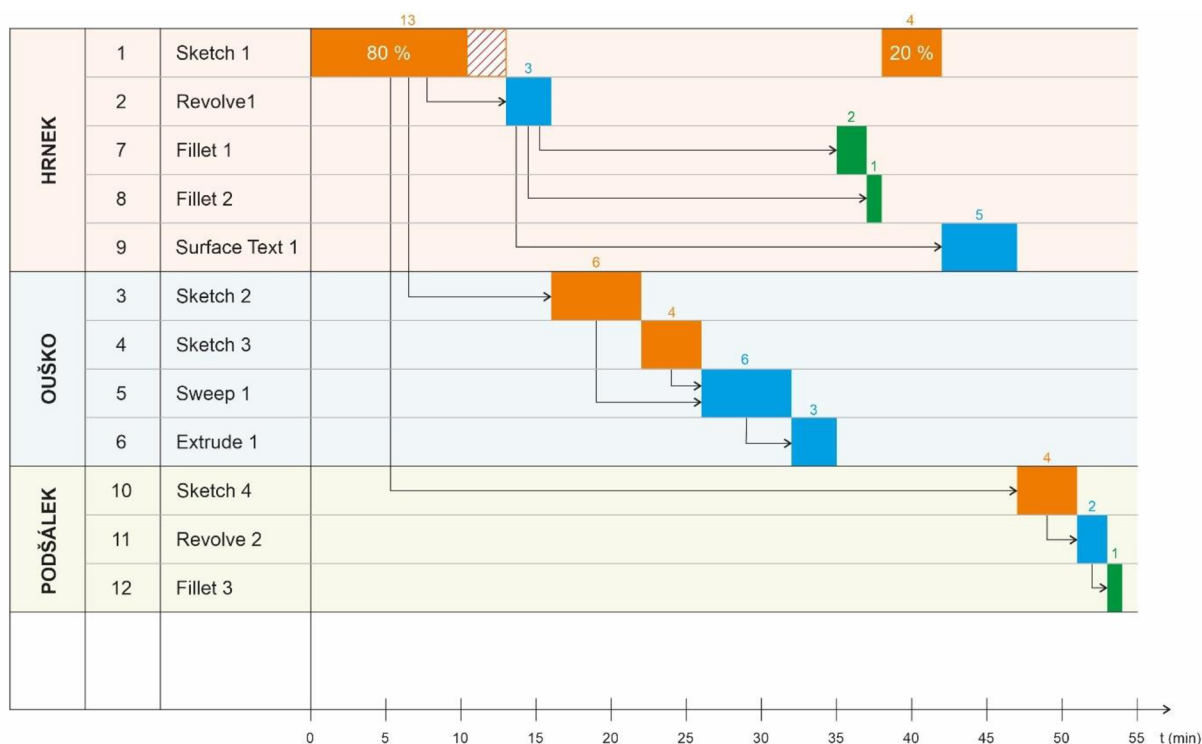 13
4
HRNEK
1
Sketch 1
80 %
20 %
3
2
Revolve1
2
7
Fillet 1
1
8
Fillet 2
5
9
Surface Text 1
6
OUŠKO
3
Sketch 2
4
4
Sketch 3
6
5
Sweep 1
3
6
Extrude 1
4
PODŠÁLEK
10
Sketch 4
2
11
Revolve 2
1
12
Fillet 3
0 5 10 15 20 25 30 35 40 45 50 55 t (min)